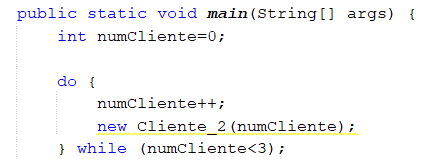 public static void main(String[] args) {
int numCliente=0;
do {
numCliente++;
new Cliente_2(numCliente);
} while (numCliente<3);